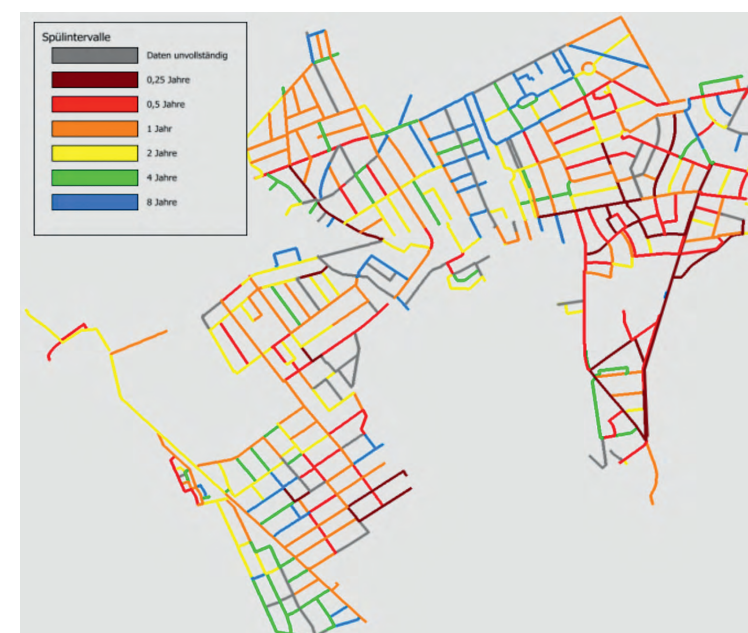 Spülintervalle
Daten unvollständig
0,25 Jahre
0,5 Jahre
1 Jahr
2 Jahre
4 Jahre
8 Jahre